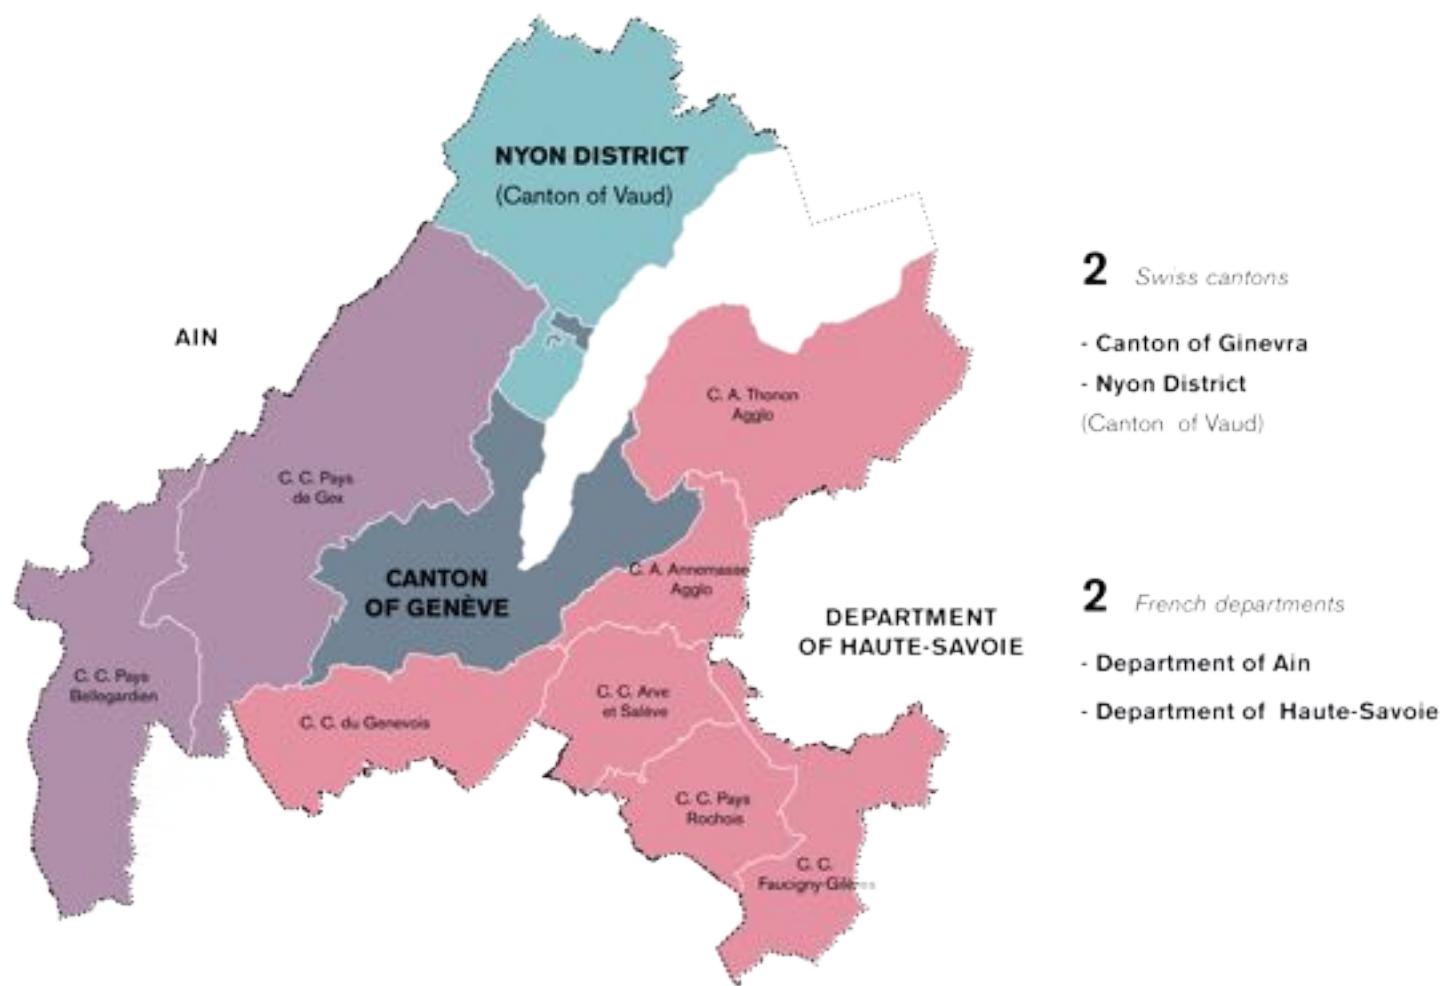 NYON DISTRICT
(Canton of Vaud)
AIN
C. A. Thonon
Agglo
C. C. Pays
de Gex
CANTON
OF GENÈVE
C. A. Annemasse
Agglo
DEPARTMENT
OF HAUTE-SAVOIE
C. C. Pays
Bellegardien
C. C. du Genevois
C. C. Arve
et Salève
C. C. Pays
Rochois
C. C.
Faucigny-Glières
2 Swiss cantons
- Canton of Ginevra
- Nyon District
(Canton of Vaud)
2 French departments
- Department of Ain
- Department of Haute-Savoie